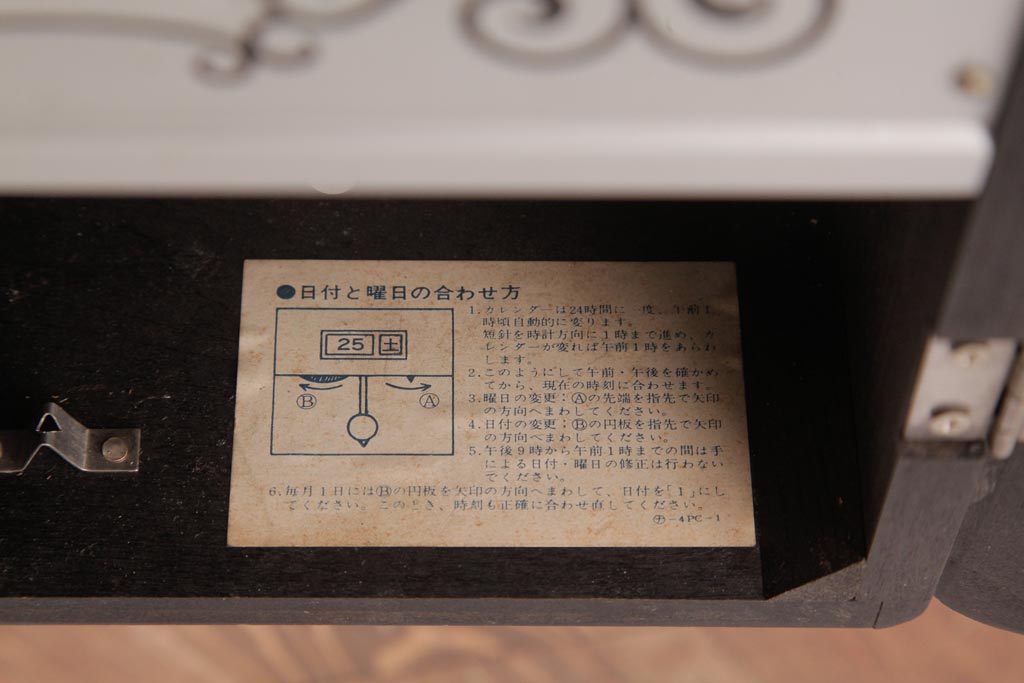 ●日付と曜日の合わせ方
25 土
Ⓑ Ⓐ
1.カレンダーは24時間に一度、午前1
時頃自動的に変ります。
短針を時計方向に1時まで進め、カ
レンダーが変れば午前1時をあらわ
します。
2.このようにして午前・午後を確かめ
てから、現在の時刻に合わせます。
3.曜日の変更:Ⓐの先端を指先で矢印
の方向へまわしてください。
4.日付の変更:Ⓑの円板を指先で矢印
の方向へまわしてください。
5.午後9時から午前1時までの間は手
による日付・曜日の修正は行わない
でください。
6.毎月1日にはⒷの円板を矢印の方向へまわして、日付を「1」にし
てください。このとき、時刻も正確に合わせ直してください。
-4PC-1